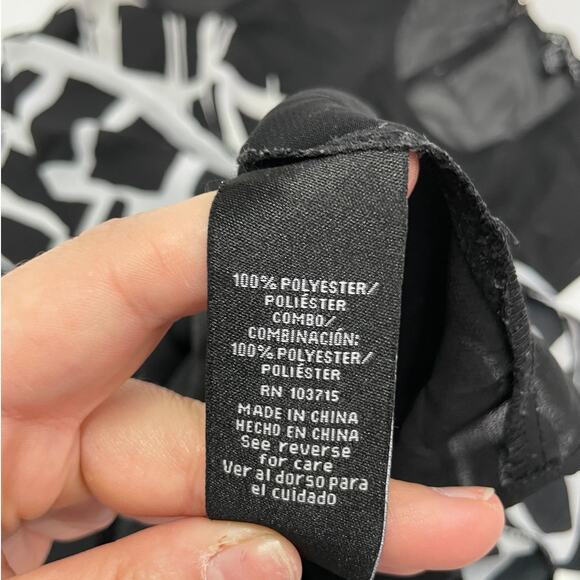 100% POLYESTER/
POLIÉSTER
COMBO/
COMBINACIÓN:
100% POLYESTER/
POLIÉSTER
RN 103715
MADE IN CHINA
HECHO EN CHINA
See reverse
for care
Ver al dorso para
el cuidado